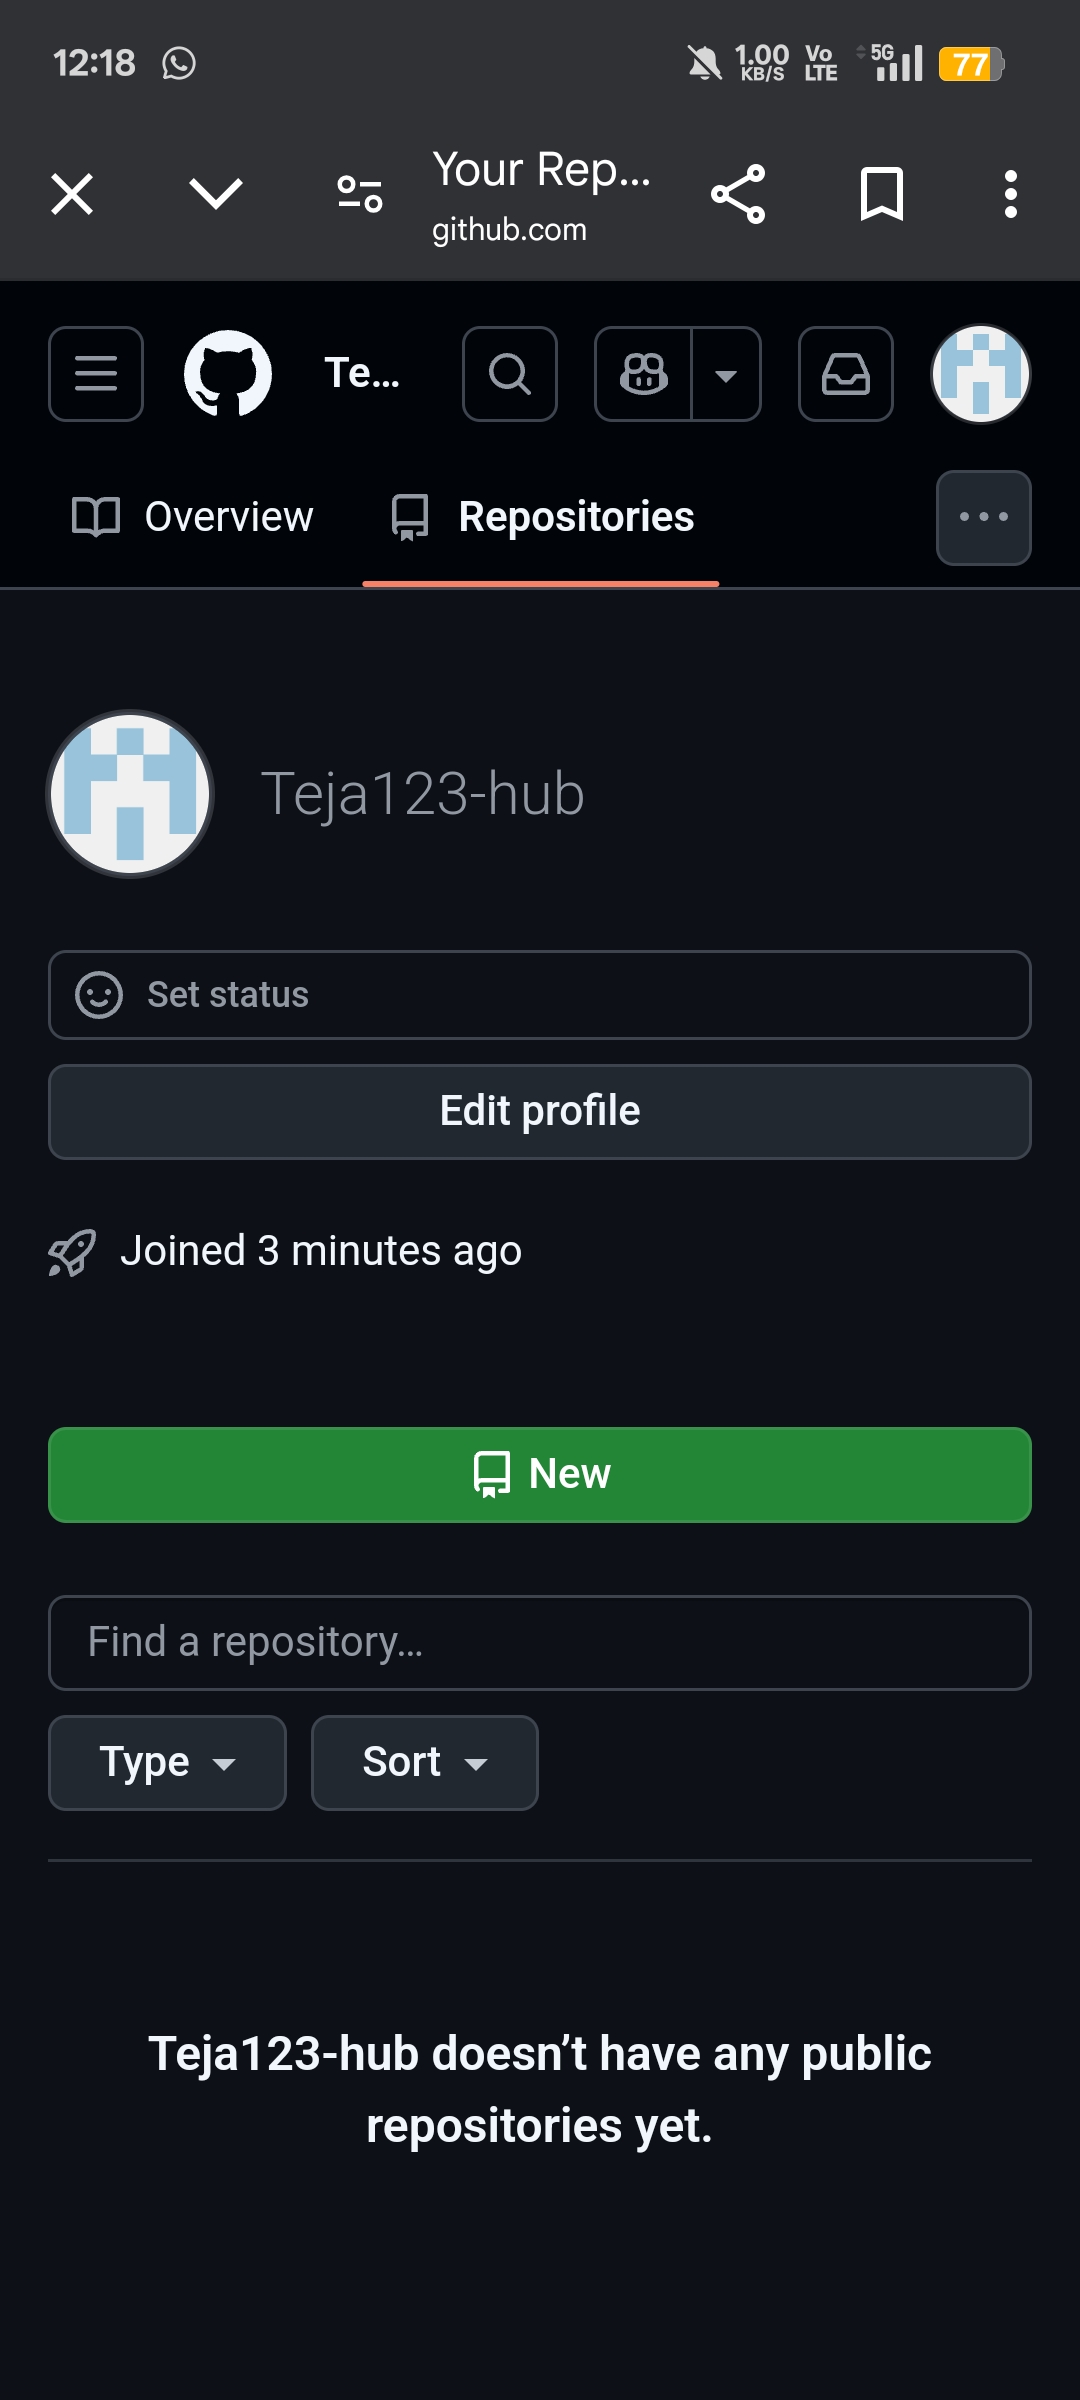 12:18
1.00
KB/S
Vo
LTE
5G
77
Your Rep...
github.com
Te...
Overview
Repositories
Teja123-hub
Set status
Edit profile
Joined 3 minutes ago
New
Find a repository...
Type
Sort
Teja123-hub doesn’t have any public
repositories yet.